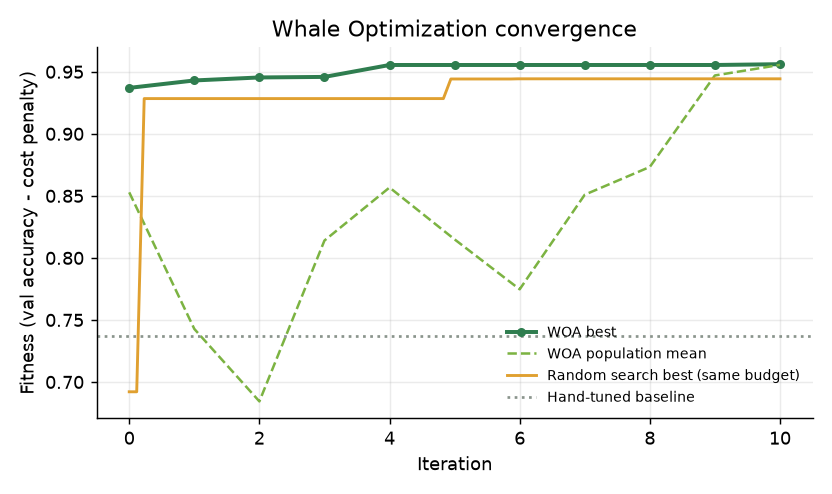 Whale Optimization convergence
Fitness (val accuracy - cost penalty)
0.95
0.90
0.85
0.80
0.75
0.70
WOA best
WOA population mean
Random search best (same budget)
Hand-tuned baseline
0 2 4 6 8 10
Iteration